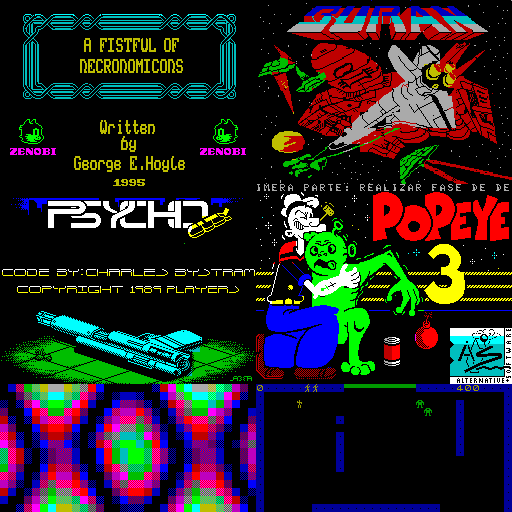 A FISTFUL OF
NECRONOMICONS
Written
by
George E.Hoyle
1995
ZENOBI
ZENOBI
IMERA PARTE: REALIZAR FASE DE DE
PSYCHO
CODE BY:CHARLES BYSTRAM
COPYRIGHT 1989 PLAYERS
POPEYE
3
AS
SOFTWARE
ALTERNATIVE
0
400